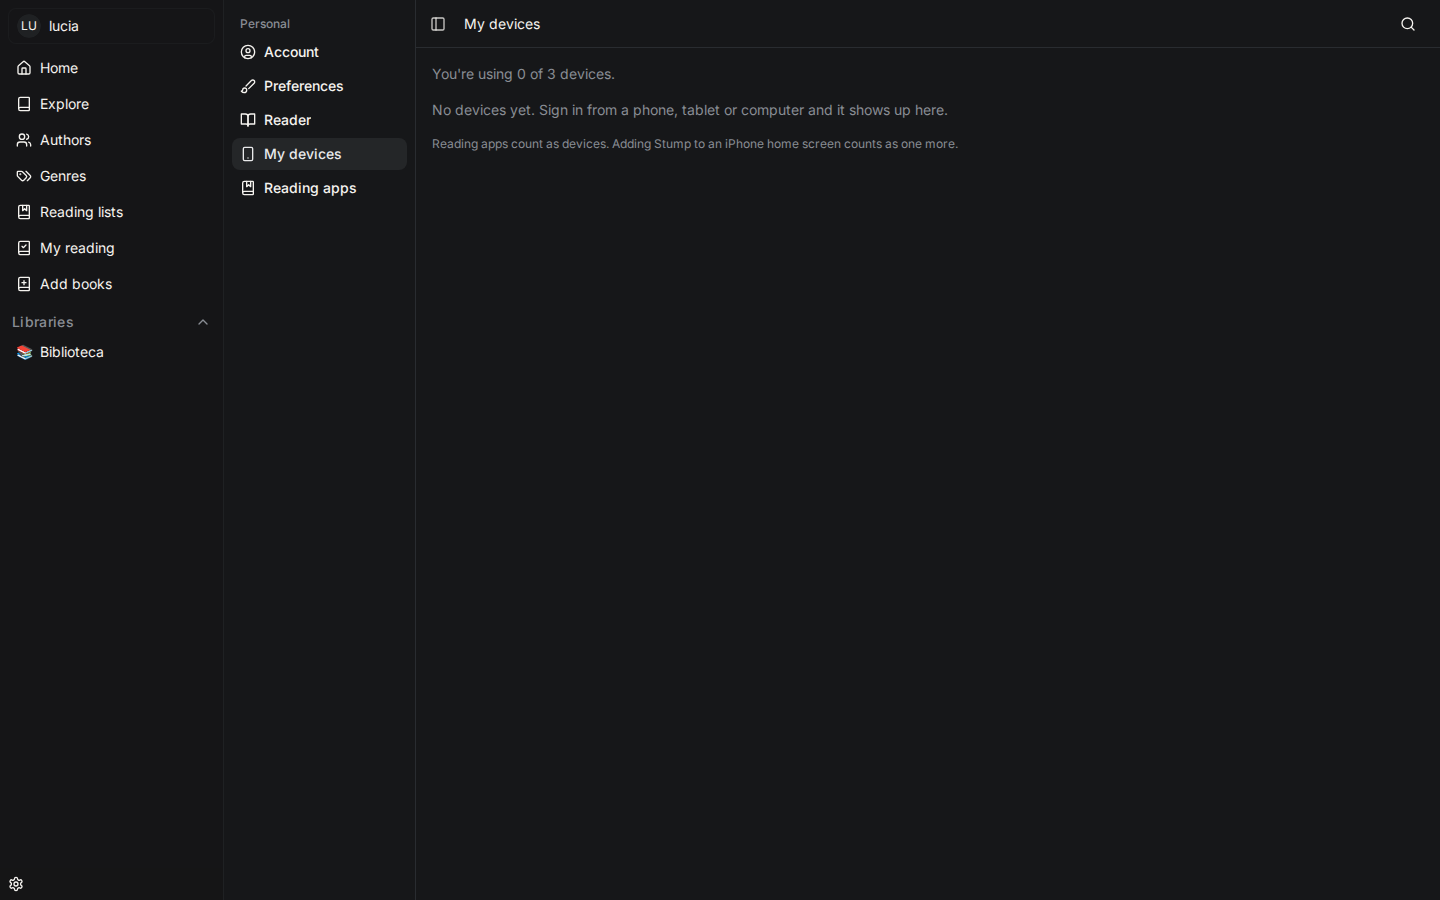 LU lucia
Home
Explore
Authors
Genres
Reading lists
My reading
Add books
Libraries
Biblioteca
Personal
Account
Preferences
Reader
My devices
Reading apps
My devices
You're using 0 of 3 devices.
No devices yet. Sign in from a phone, tablet or computer and it shows up here.
Reading apps count as devices. Adding Stump to an iPhone home screen counts as one more.